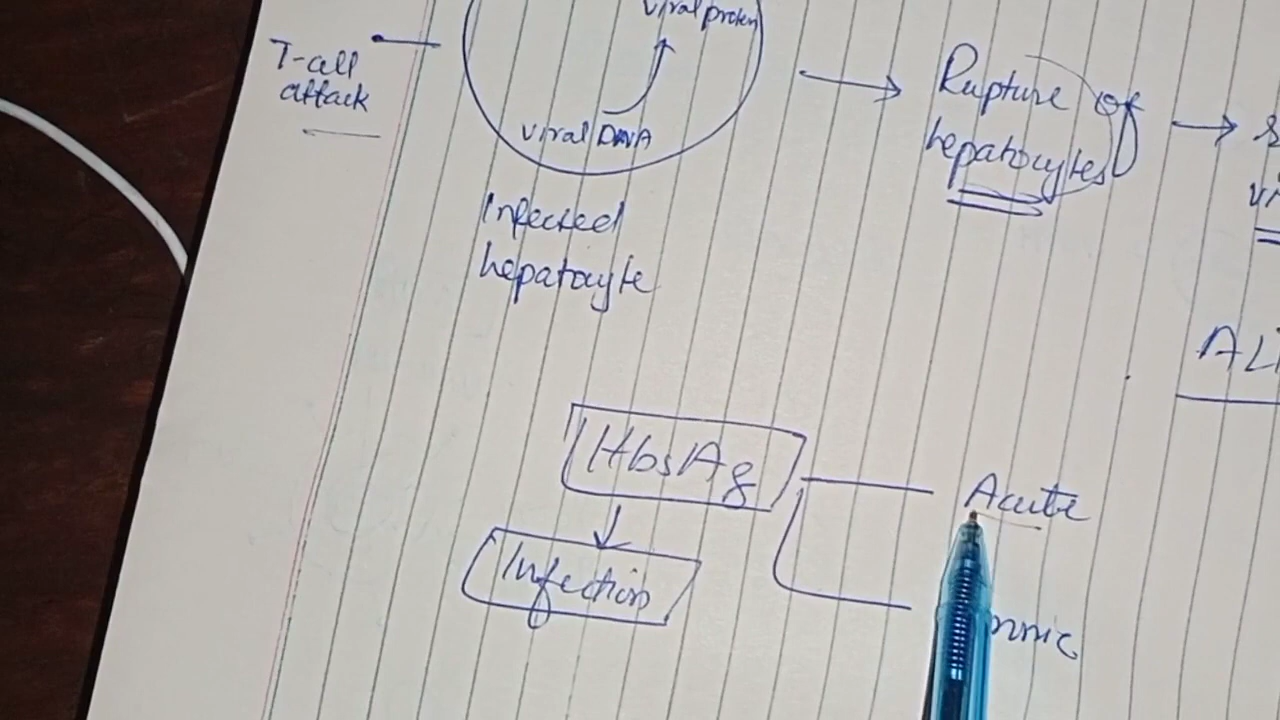 viral protein
T-cell
attack
viral DNA
Rupture of
hepatocytes
Infected
hepatocyte
HbsAg
Acute
Infection